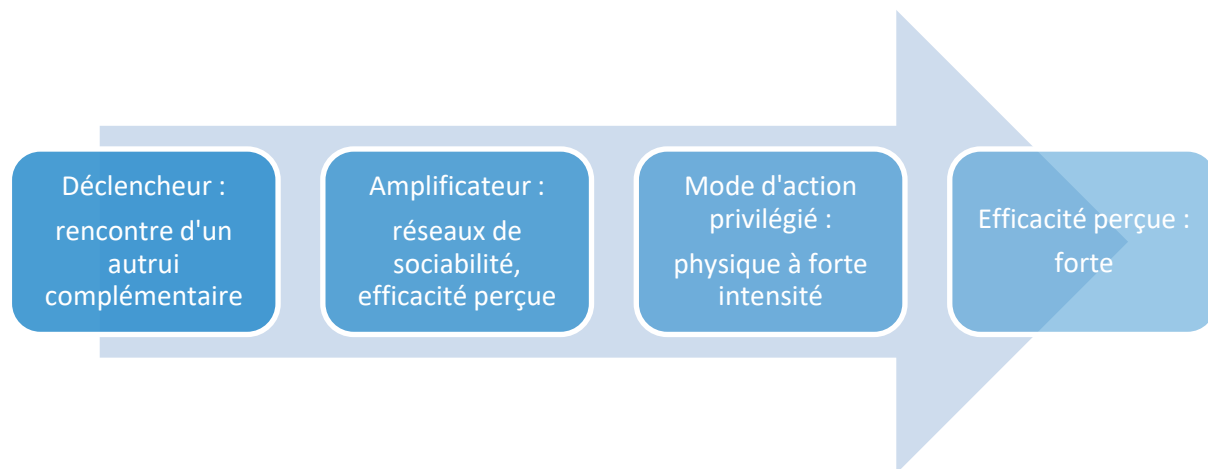 Déclencheur :
rencontre d'un
autrui
complémentaire
Amplificateur :
réseaux de
sociabilité,
efficacité perçue
Mode d'action
privilégié :
physique à forte
intensité
Efficacité perçue :
forte